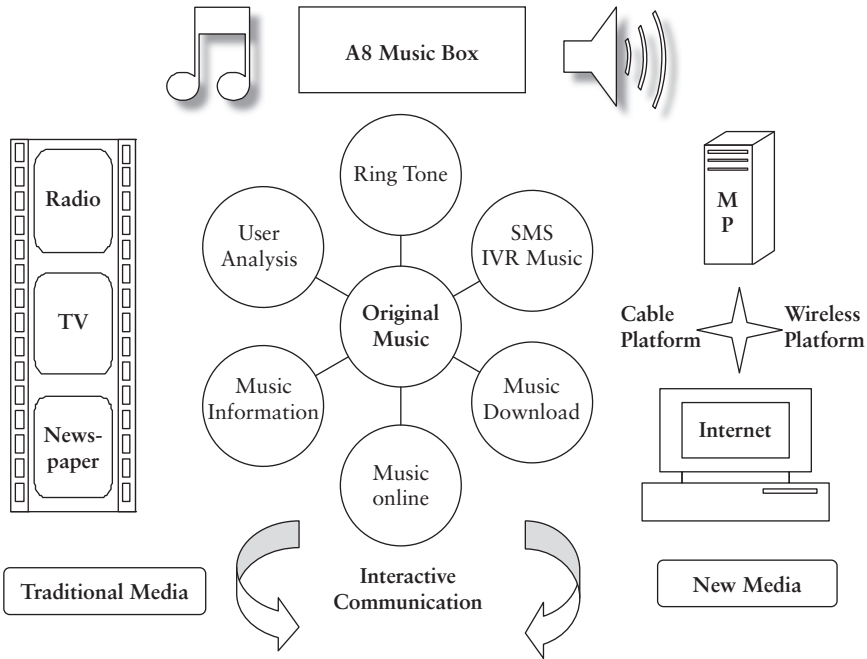 A8 Music Box
Radio
TV
News-
paper
Traditional Media
Ring Tone
User
Analysis
SMS
IVR Music
Original
Music
Music
Information
Music
Download
Music
online
Interactive
Communication
M
P
Cable
Platform
Wireless
Platform
Internet
New Media